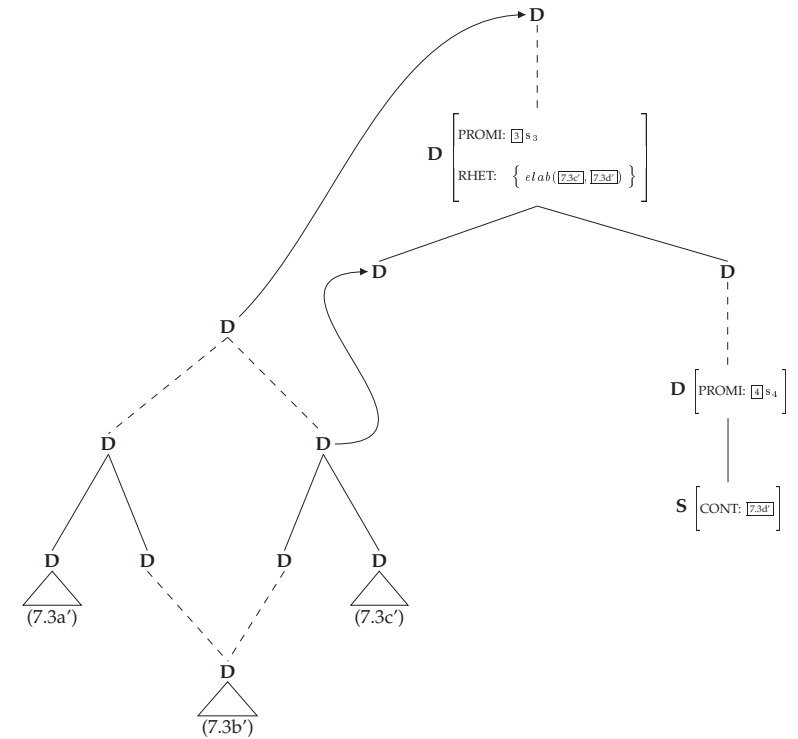 D
D [PROMI: 3 s₃
RHET: { elab(7.3c′, 7.3d′) }]
D D
D
D [PROMI: 4 s₄]
D D
S [CONT: 7.3d′]
D D D D
(7.3a′) (7.3c′)
D
(7.3b′)